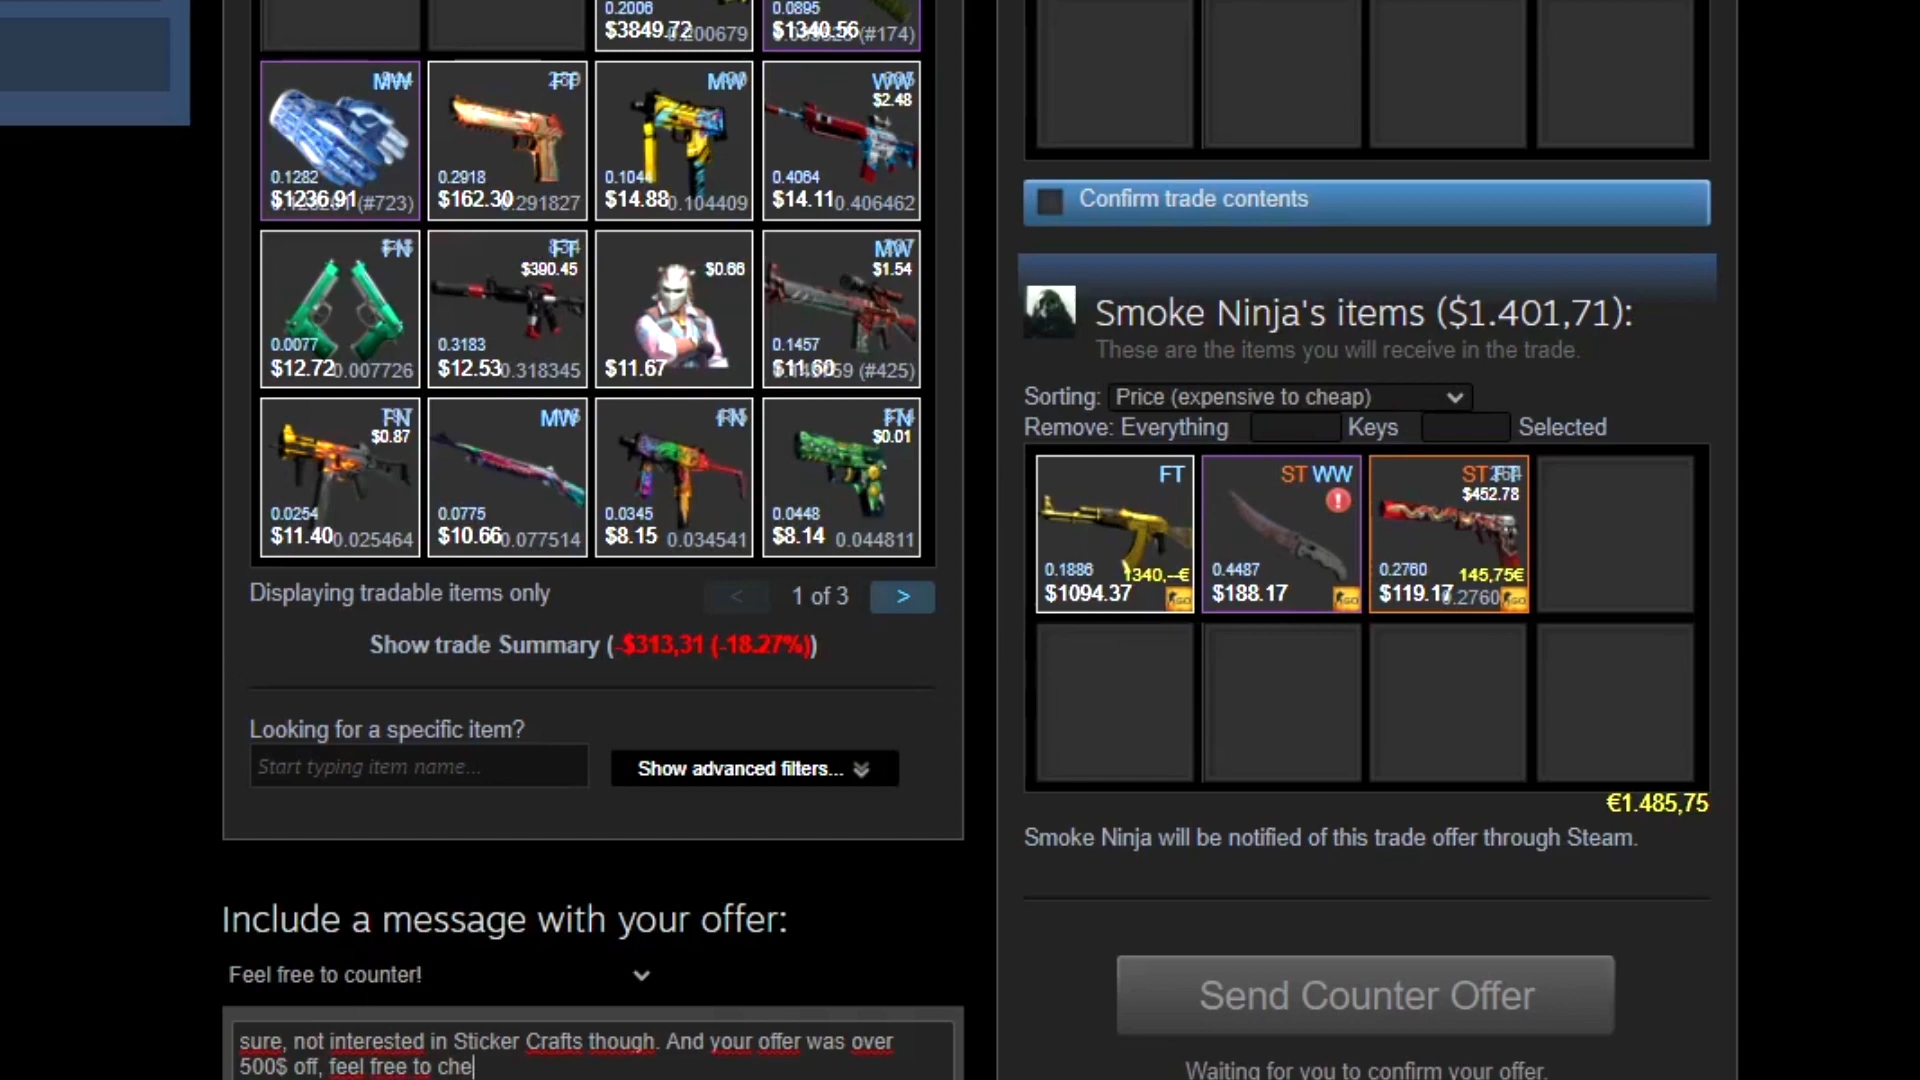 0.2006
$3849.72 0.200679
0.0895
$1340.56 (#174)
MW
0.1282
$1236.91 (#723)
FT
0.2918
$162.30 0.291827
MW
0.1044
$14.88 0.104409
WW
$2.48
0.4064
$14.11 0.406462
FN
0.0077
$12.72 0.007726
FT
$390.45
0.3183
$12.53 0.318345
$0.66
$11.67
MW
$1.54
0.1457
$11.60 (#425)
FN
$0.87
0.0254
$11.40 0.025464
MW
0.0775
$10.66 0.077514
FN
0.0345
$8.15 0.034541
FN
$0.01
0.0448
$8.14 0.044811
Displaying tradable items only
< 1 of 3 >
Show trade Summary (-$313,31 (-18.27%))
Looking for a specific item?
Start typing item name...
Show advanced filters...
Include a message with your offer:
Feel free to counter!
sure, not interested in Sticker Crafts though. And your offer was over
500$ off, feel free to che
Confirm trade contents
Smoke Ninja's items ($1.401,71):
These are the items you will receive in the trade.
Sorting: Price (expensive to cheap)
Remove: Everything Keys Selected
FT
0.1886
1340,--€
$1094.37
ST WW
0.4487
$188.17
ST FT
$452.78
0.2760
145,75€
$119.17 0.2760
€1.485,75
Smoke Ninja will be notified of this trade offer through Steam.
Send Counter Offer
Waiting for you to confirm your offer.